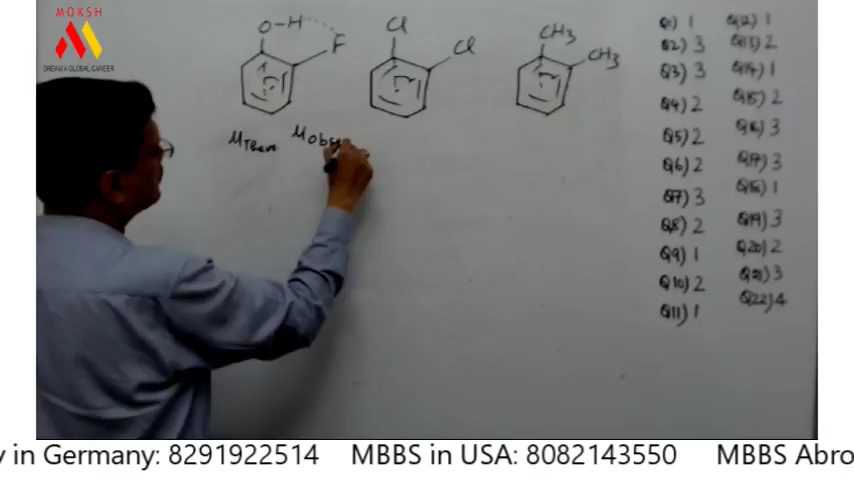 MOKSH
DREAM A GLOBAL CAREER
O-H
F
Cl
Cl
CH3
CH3
μTheo μobs
Q1) 1
Q2) 3
Q3) 3
Q4) 2
Q5) 2
Q6) 2
Q7) 3
Q8) 2
Q9) 1
Q10) 2
Q11) 1
Q12) 1
Q13) 2
Q14) 1
Q15) 2
Q16) 3
Q17) 3
Q18) 1
Q19) 3
Q20) 2
Q21) 3
Q22) 4
y in Germany: 8291922514 MBBS in USA: 8082143550 MBBS Abro